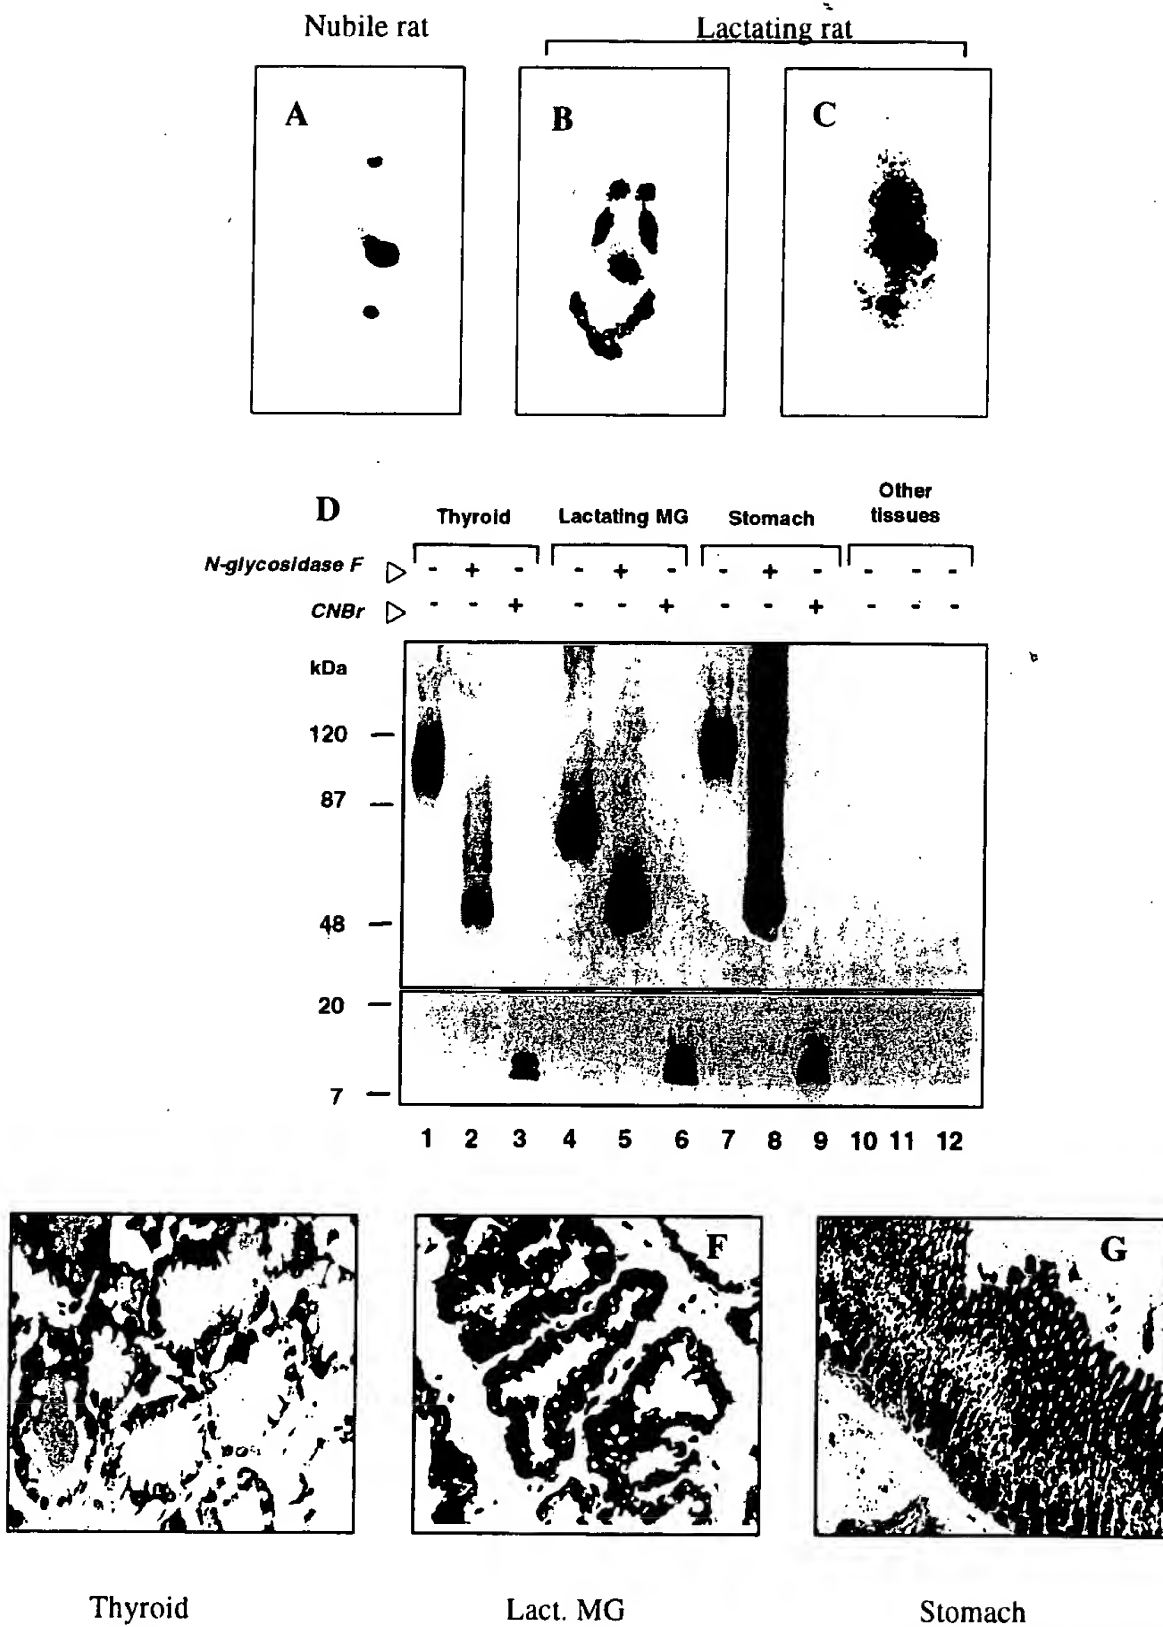 Nubile rat
Lactating rat
A
B
C
D
Thyroid
Lactating MG
Stomach
Other
tissues
N-glycosidase F ▷ - + - - + - - + - - - -
CNBr ▷ - - + - - + - - + - - -
kDa
120
87
48
20
7
1 2 3 4 5 6 7 8 9 10 11 12
F
G
Thyroid
Lact. MG
Stomach